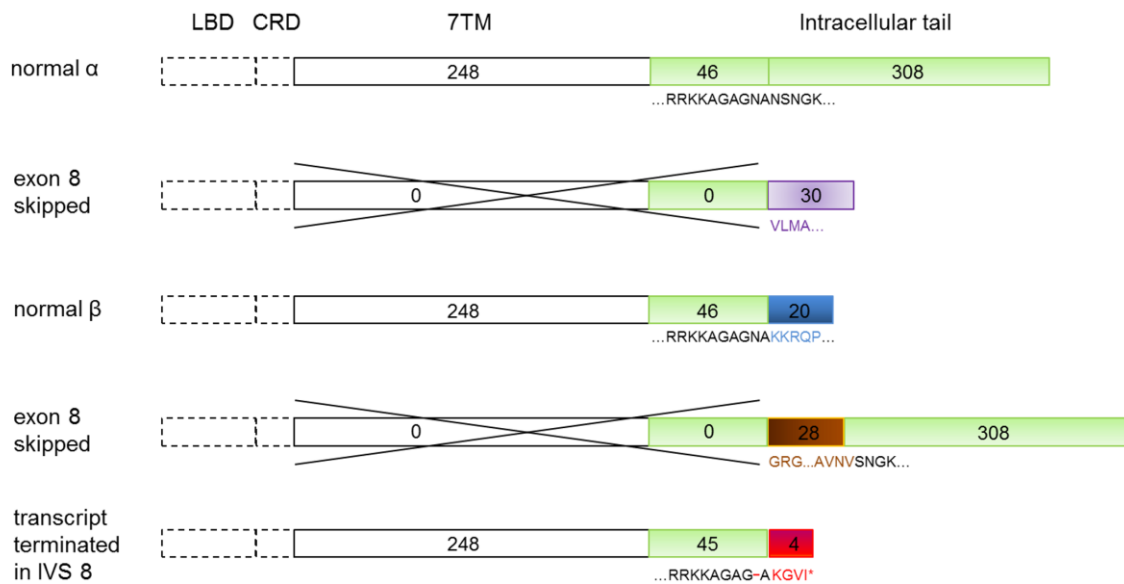 LBD CRD 7TM Intracellular tail
normal α
248 46 308
...RRKKAGAGNANSNGK...
exon 8
skipped
0 0 30
VLMA...
normal β
248 46 20
...RRKKAGAGNAKKRQP...
exon 8
skipped
0 0 28 308
GRG...AVNVSNGK...
transcript
terminated
in IVS 8
248 45 4
...RRKKAGAG-AKGVI*